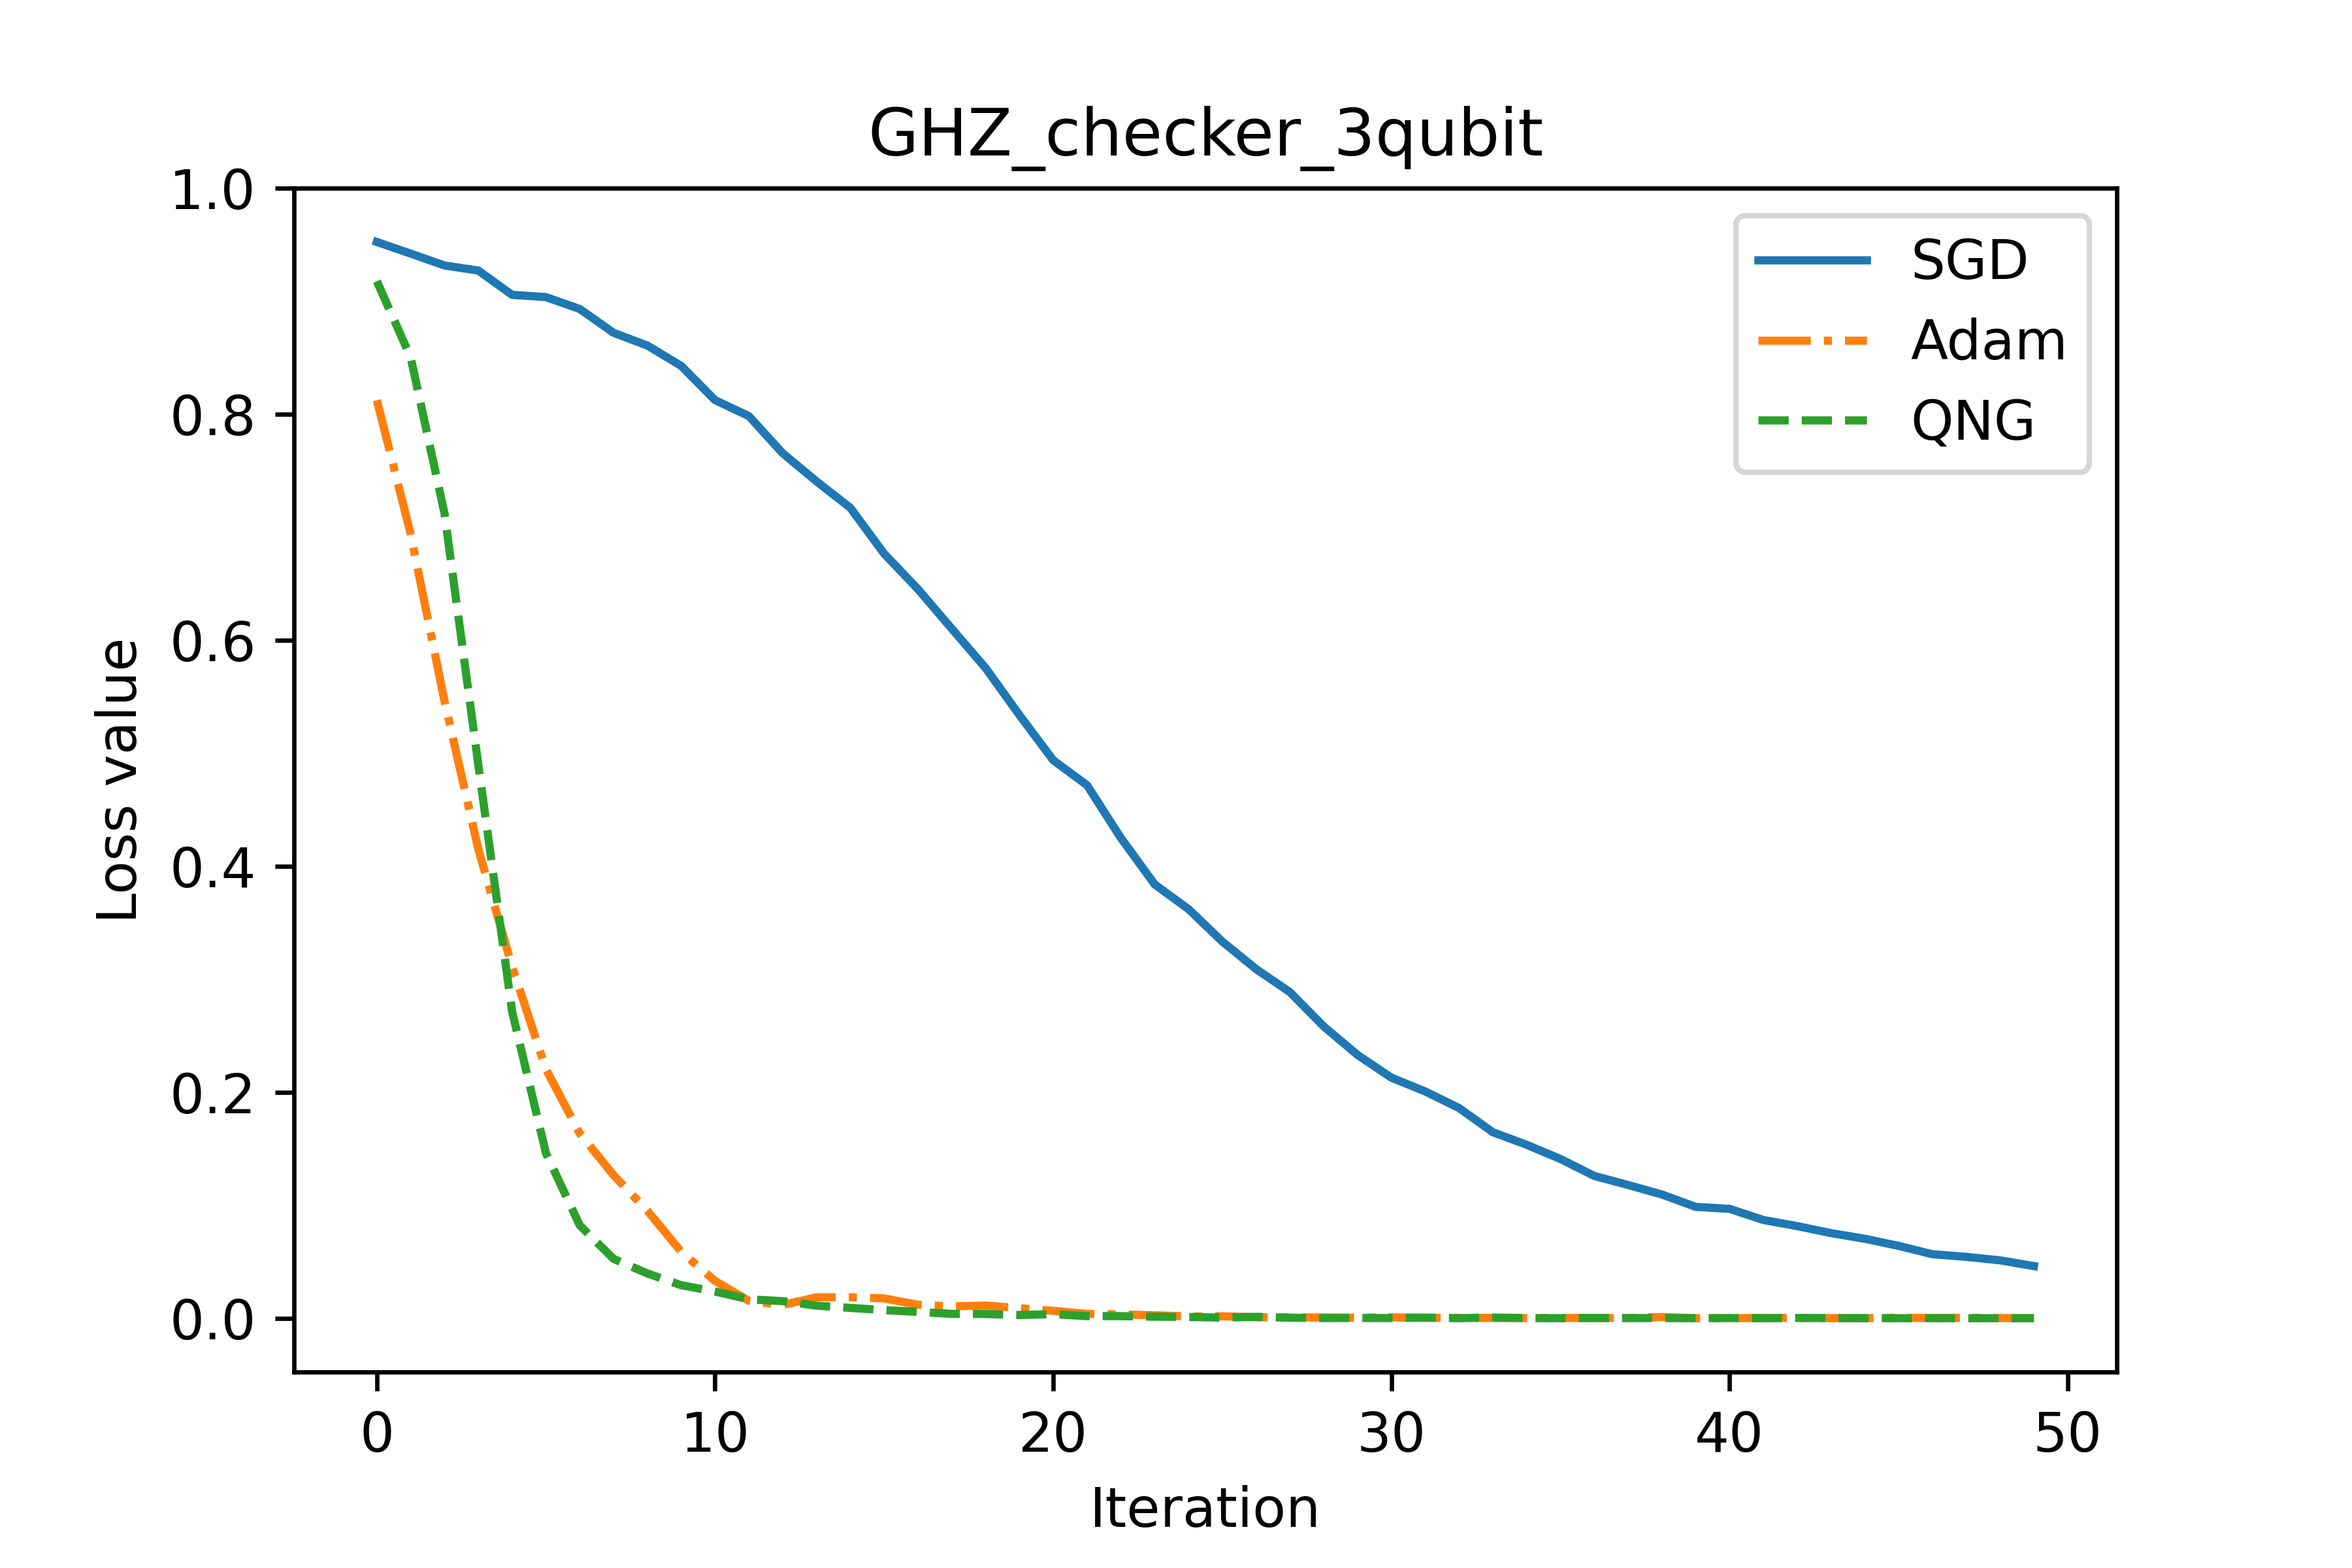 GHZ_checker_3qubit
1.0
0.8
0.6
0.4
0.2
0.0
Loss value
SGD
Adam
QNG
0 10 20 30 40 50
Iteration